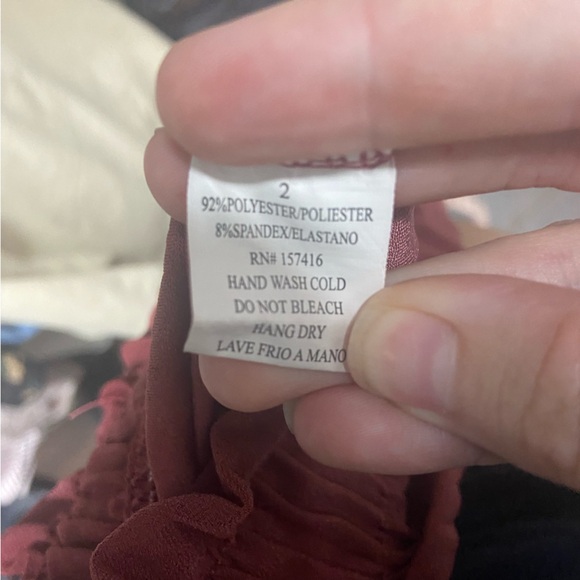 2
92%POLYESTER/POLIESTER
8%SPANDEX/ELASTANO
RN# 157416
HAND WASH COLD
DO NOT BLEACH
HANG DRY
LAVE FRIO A MANO